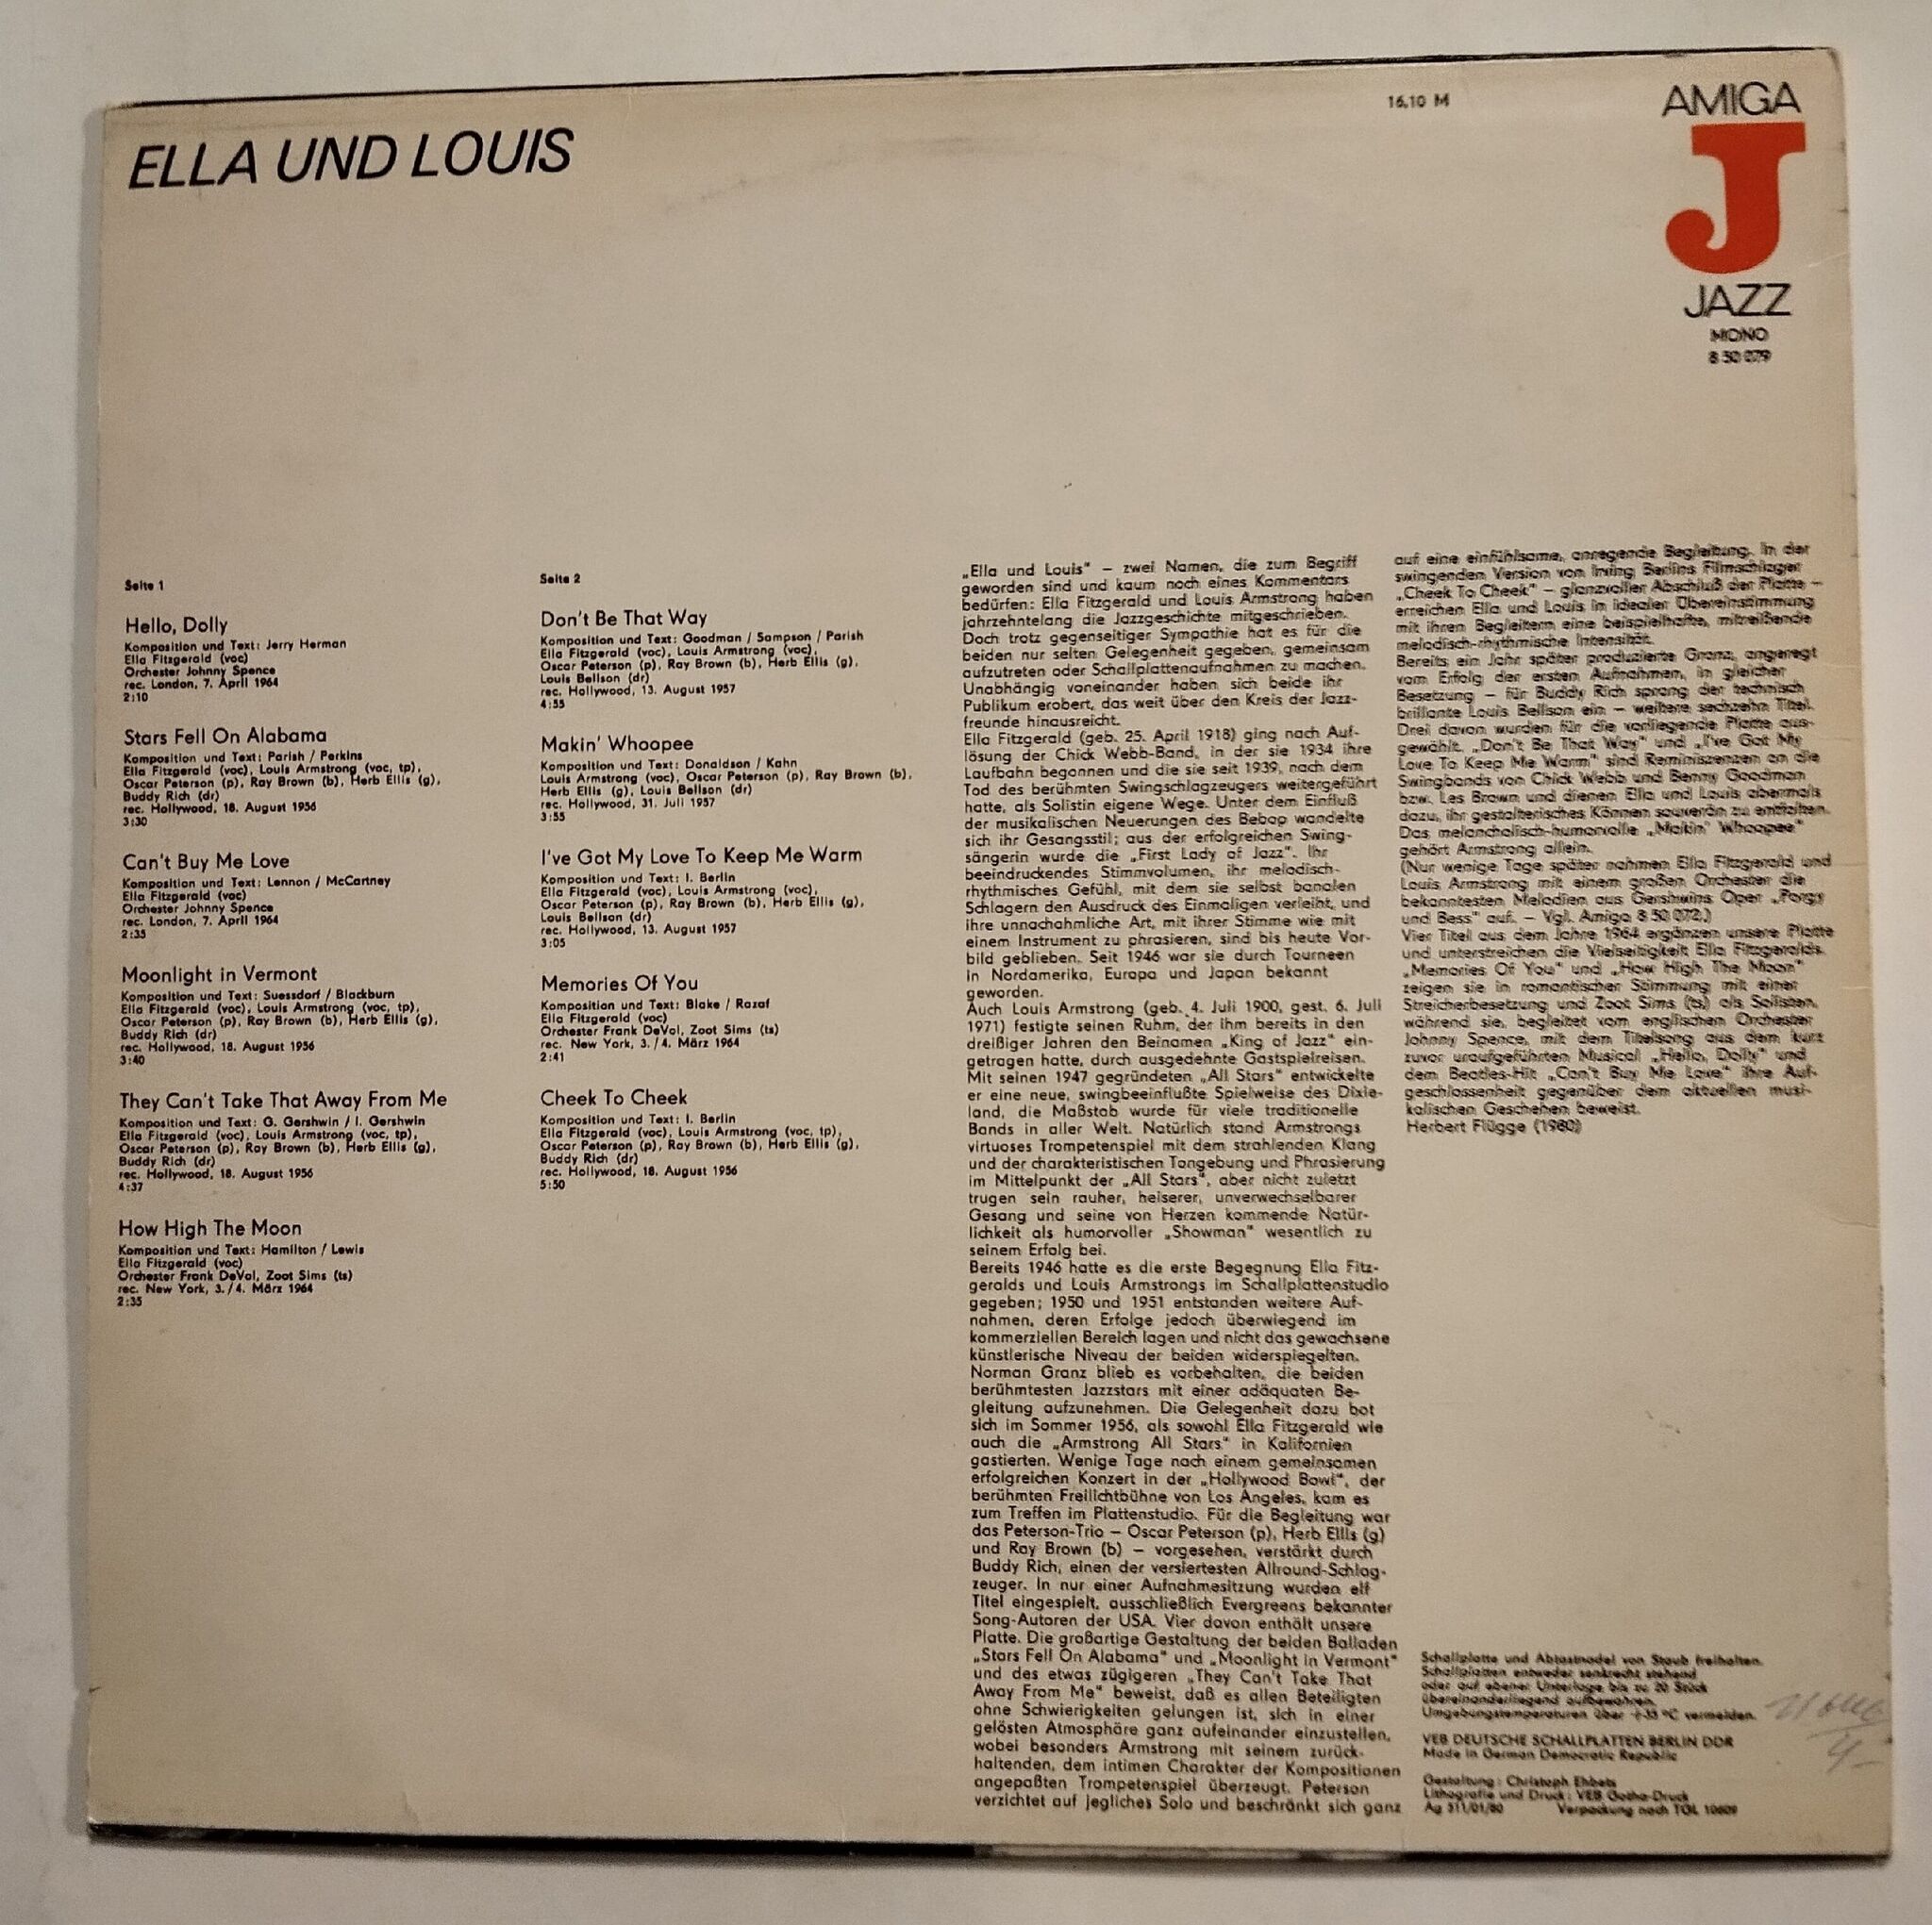 ELLA UND LOUIS
16,10 M
AMIGA
J
JAZZ
MONO
8 50 079
Seite 1
Hello, Dolly
Komposition und Text: Jerry Herman
Ella Fitzgerald (voc)
Orchester Johnny Spence
rec. London, 7. April 1964
2:10
Stars Fell On Alabama
Komposition und Text: Parish / Perkins
Ella Fitzgerald (voc), Louis Armstrong (voc, tp),
Oscar Peterson (p), Ray Brown (b), Herb Ellis (g),
Buddy Rich (dr)
rec. Hollywood, 18. August 1956
3:30
Can't Buy Me Love
Komposition und Text: Lennon / McCartney
Ella Fitzgerald (voc)
Orchester Johnny Spence
rec. London, 7. April 1964
2:35
Moonlight in Vermont
Komposition und Text: Suessdorf / Blackburn
Ella Fitzgerald (voc), Louis Armstrong (voc, tp),
Oscar Peterson (p), Ray Brown (b), Herb Ellis (g),
Buddy Rich (dr)
rec. Hollywood, 18. August 1956
3:40
They Can't Take That Away From Me
Komposition und Text: G. Gershwin / I. Gershwin
Ella Fitzgerald (voc), Louis Armstrong (voc, tp),
Oscar Peterson (p), Ray Brown (b), Herb Ellis (g),
Buddy Rich (dr)
rec. Hollywood, 18. August 1956
4:37
How High The Moon
Komposition und Text: Hamilton / Lewis
Ella Fitzgerald (voc)
Orchester Frank DeVol, Zoot Sims (ts)
rec. New York, 3./4. März 1964
2:35
Seite 2
Don't Be That Way
Komposition und Text: Goodman / Sampson / Parish
Ella Fitzgerald (voc), Louis Armstrong (voc),
Oscar Peterson (p), Ray Brown (b), Herb Ellis (g),
Louis Bellson (dr)
rec. Hollywood, 13. August 1957
4:55
Makin' Whoopee
Komposition und Text: Donaldson / Kahn
Louis Armstrong (voc), Oscar Peterson (p), Ray Brown (b),
Herb Ellis (g), Louis Bellson (dr)
rec. Hollywood, 31. Juli 1957
3:55
I've Got My Love To Keep Me Warm
Komposition und Text: I. Berlin
Ella Fitzgerald (voc), Louis Armstrong (voc),
Oscar Peterson (p), Ray Brown (b), Herb Ellis (g),
Louis Bellson (dr)
rec. Hollywood, 13. August 1957
3:05
Memories Of You
Komposition und Text: Blake / Razaf
Ella Fitzgerald (voc)
Orchester Frank DeVol, Zoot Sims (ts)
rec. New York, 3./4. März 1964
2:41
Cheek To Cheek
Komposition und Text: I. Berlin
Ella Fitzgerald (voc), Louis Armstrong (voc, tp),
Oscar Peterson (p), Ray Brown (b), Herb Ellis (g),
Buddy Rich (dr)
rec. Hollywood, 18. August 1956
5:50
„Ella und Louis“ – zwei Namen, die zum Begriff
geworden sind und kaum noch eines Kommentars
bedürfen: Ella Fitzgerald und Louis Armstrong haben
jahrzehntelang die Jazzgeschichte mitgeschrieben.
Doch trotz gegenseitiger Sympathie hat es für die
beiden nur selten Gelegenheit gegeben, gemeinsam
aufzutreten oder Schallplattenaufnahmen zu machen.
Unabhängig voneinander haben sich beide ihr
Publikum erobert, das weit über den Kreis der Jazz-
freunde hinausreicht.
Ella Fitzgerald (geb. 25. April 1918) ging nach Auf-
lösung der Chick Webb-Band, in der sie 1934 ihre
Laufbahn begonnen und die sie seit 1939, nach dem
Tod des berühmten Swingschlagzeugers weitergeführt
hatte, als Solistin eigene Wege. Unter dem Einfluß
der musikalischen Neuerungen des Bebop wandelte
sich ihr Gesangsstil; aus der erfolgreichen Swing-
sängerin wurde die „First Lady of Jazz“. Ihr
beeindruckendes Stimmvolumen, ihr melodisch-
rhythmisches Gefühl, mit dem sie selbst banalen
Schlagern den Ausdruck des Einmaligen verleiht, und
ihre unnachahmliche Art, mit ihrer Stimme wie mit
einem Instrument zu phrasieren, sind bis heute Vor-
bild geblieben. Seit 1946 war sie durch Tourneen
in Nordamerika, Europa und Japan bekannt
geworden.
Auch Louis Armstrong (geb. 4. Juli 1900, gest. 6. Juli
1971) festigte seinen Ruhm, der ihm bereits in den
dreißiger Jahren den Beinamen „King of Jazz“ ein-
getragen hatte, durch ausgedehnte Gastspielreisen.
Mit seinen 1947 gegründeten „All Stars“ entwickelte
er eine neue, swingbeeinflußte Spielweise des Dixie-
land, die Maßstab wurde für viele traditionelle
Bands in aller Welt. Natürlich stand Armstrongs
virtuoses Trompetenspiel mit dem strahlenden Klang
und der charakteristischen Tongebung und Phrasierung
im Mittelpunkt der „All Stars“, aber nicht zuletzt
trugen sein rauher, heiserer, unverwechselbarer
Gesang und seine von Herzen kommende Natür-
lichkeit als humorvoller „Showman“ wesentlich zu
seinem Erfolg bei.
Bereits 1946 hatte es die erste Begegnung Ella Fitz-
geralds und Louis Armstrongs im Schallplattenstudio
gegeben; 1950 und 1951 entstanden weitere Auf-
nahmen, deren Erfolge jedoch überwiegend im
kommerziellen Bereich lagen und nicht das gewachsene
künstlerische Niveau der beiden widerspiegelten.
Norman Granz blieb es vorbehalten, die beiden
berühmtesten Jazzstars mit einer adäquaten Be-
gleitung aufzunehmen. Die Gelegenheit dazu bot
sich im Sommer 1956, als sowohl Ella Fitzgerald wie
auch die „Armstrong All Stars“ in Kalifornien
gastierten. Wenige Tage nach einem gemeinsamen
erfolgreichen Konzert in der „Hollywood Bowl“, der
berühmten Freilichtbühne von Los Angeles, kam es
zum Treffen im Plattenstudio. Für die Begleitung war
das Peterson-Trio – Oscar Peterson (p), Herb Ellis (g)
und Ray Brown (b) – vorgesehen, verstärkt durch
Buddy Rich, einen der versiertesten Allround-Schlag-
zeuger. In nur einer Aufnahmesitzung wurden elf
Titel eingespielt, ausschließlich Evergreens bekannter
Song-Autoren der USA. Vier davon enthält unsere
Platte. Die großartige Gestaltung der beiden Balladen
„Stars Fell On Alabama“ und „Moonlight in Vermont“
und des etwas zügigeren „They Can't Take That
Away From Me“ beweist, daß es allen Beteiligten
ohne Schwierigkeiten gelungen ist, sich in einer
gelösten Atmosphäre ganz aufeinander einzustellen,
wobei besonders Armstrong mit seinem zurück-
haltenden, dem intimen Charakter der Kompositionen
angepaßten Trompetenspiel überzeugt. Peterson
verzichtet auf jegliches Solo und beschränkt sich ganz
auf eine einfühlsame, anregende Begleitung. In der
swingenden Version von Irving Berlins Filmschlager
„Cheek To Cheek“ – glanzvoller Abschluß der Platte –
erreichen Ella und Louis in idealer Übereinstimmung
mit ihren Begleitern eine beispielhafte, mitreißende
melodisch-rhythmische Intensität.
Bereits ein Jahr später produzierte Granz, angeregt
vom Erfolg der ersten Aufnahmen, in gleicher
Besetzung – für Buddy Rich sprang der technisch
brillante Louis Bellson ein – weitere sechzehn Titel.
Drei davon wurden für die vorliegende Platte aus-
gewählt. „Don't Be That Way“ und „I've Got My
Love To Keep Me Warm“ sind Reminiszenzen an die
Swingbands von Chick Webb und Benny Goodman
bzw. Les Brown und dienen Ella und Louis abermals
dazu, ihr gestalterisches Können souverän zu entfalten.
Das melancholisch-humorvolle „Makin' Whoopee“
gehört Armstrong allein.
(Nur wenige Tage später nahmen Ella Fitzgerald und
Louis Armstrong mit einem großen Orchester die
bekanntesten Melodien aus Gershwins Oper „Porgy
und Bess“ auf. – Vgl. Amiga 8 50 072.)
Vier Titel aus dem Jahre 1964 ergänzen unsere Platte
und unterstreichen die Vielseitigkeit Ella Fitzgeralds.
„Memories Of You“ und „How High The Moon“
zeigen sie in romantischer Stimmung mit einer
Streicherbesetzung und Zoot Sims (ts) als Solisten,
während sie, begleitet vom englischen Orchester
Johnny Spence, mit dem Titelsong aus dem kurz
zuvor uraufgeführten Musical „Hello, Dolly“ und
dem Beatles-Hit „Can't Buy Me Love“ ihre Auf-
geschlossenheit gegenüber dem aktuellen musi-
kalischen Geschehen beweist.
Herbert Flügge (1980)
Schallplatte und Abtastnadel von Staub freihalten.
Schallplatten entweder senkrecht stehend
oder auf ebener Unterlage bis zu 20 Stück
übereinanderliegend aufbewahren.
Umgebungstemperaturen über +35 °C vermeiden.
VEB DEUTSCHE SCHALLPLATTEN BERLIN DDR
Made in German Democratic Republic
Gestaltung: Christoph Ehbets
Lithografie und Druck: VEB Gotha-Druck
Ag 511/01/80 Verpackung nach TGL 10609